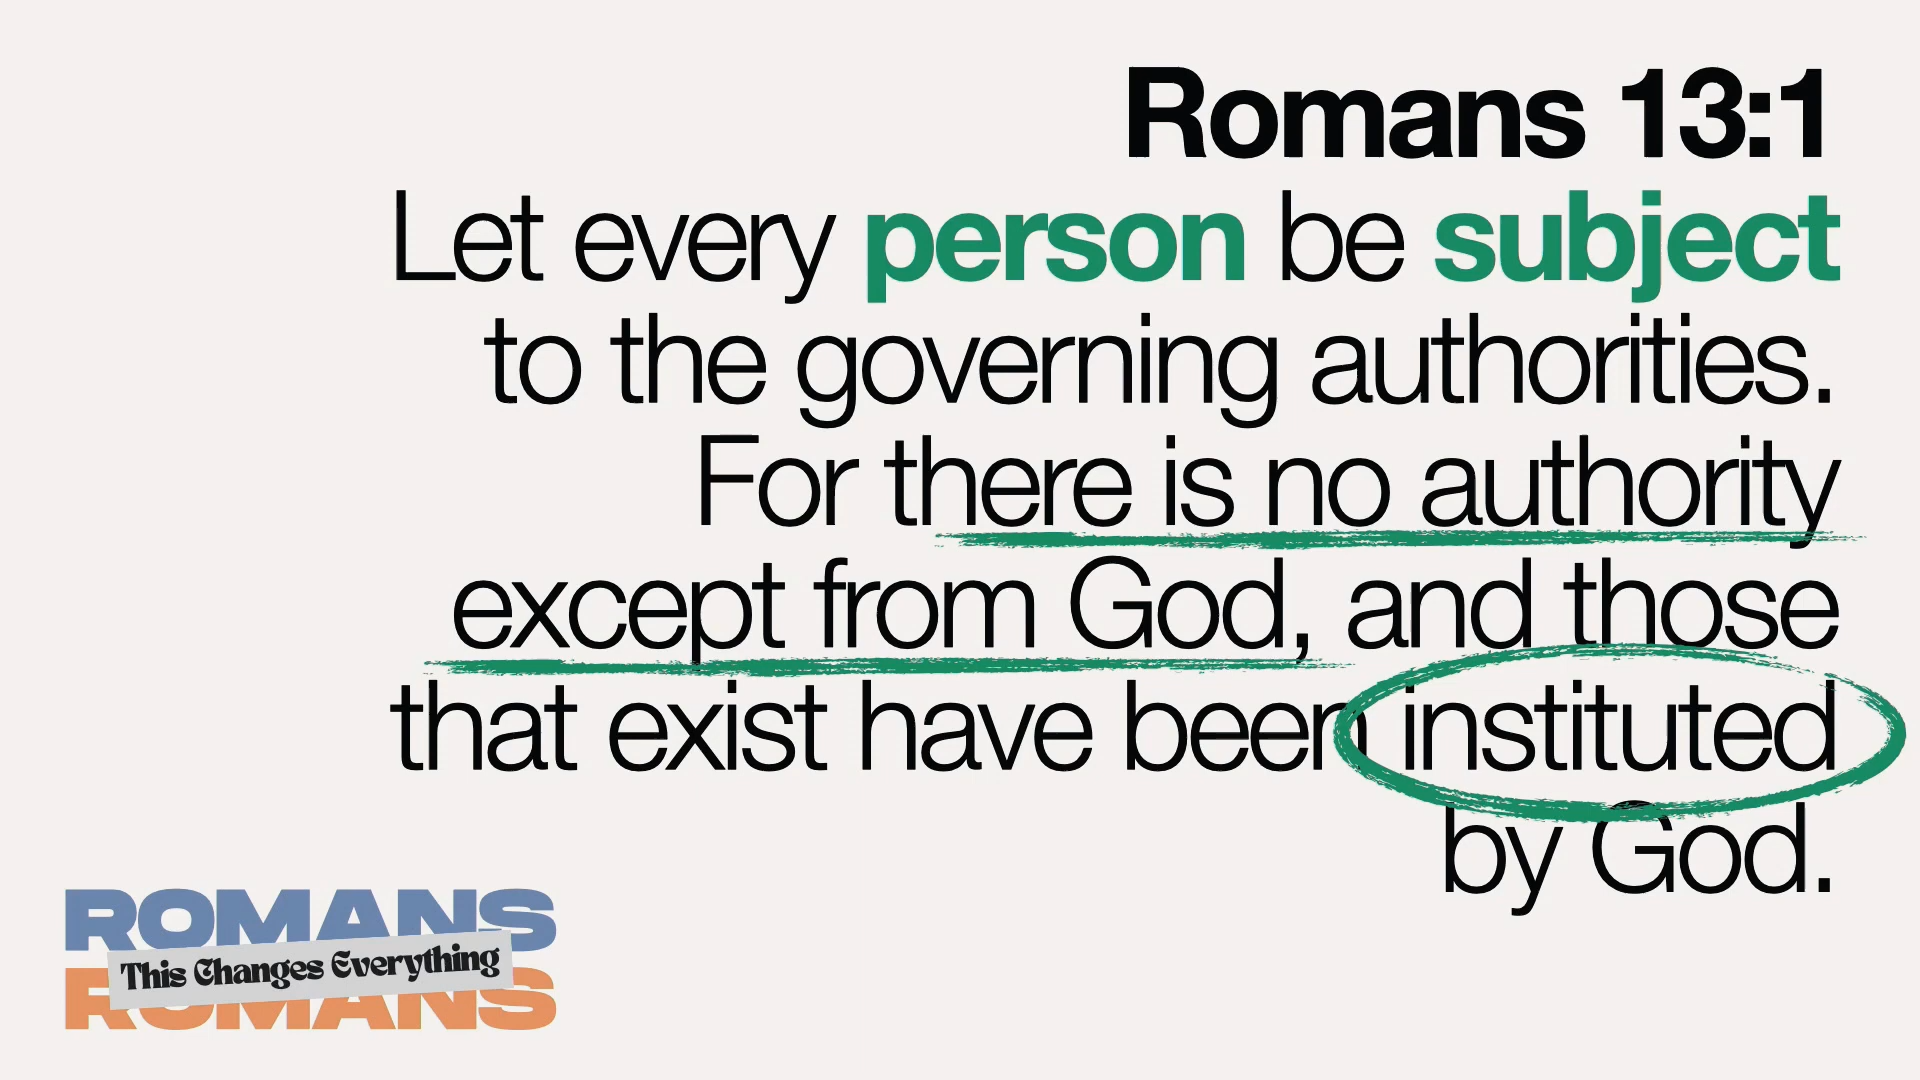 Romans 13:1
Let every person be subject
to the governing authorities.
For there is no authority
except from God, and those
that exist have been instituted
by God.
ROMANS
This Changes Everything
ROMANS